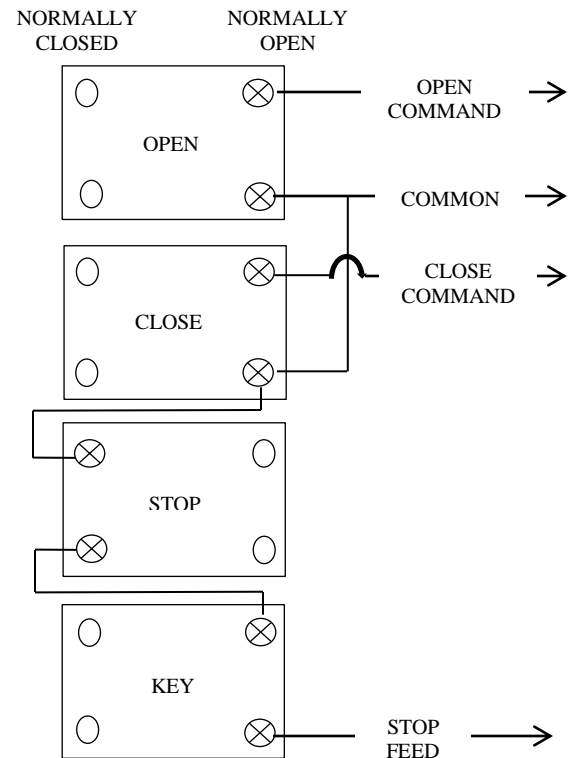 NORMALLY
CLOSED
NORMALLY
OPEN
OPEN
OPEN
COMMAND
COMMON
CLOSE
CLOSE
COMMAND
STOP
KEY
STOP
FEED